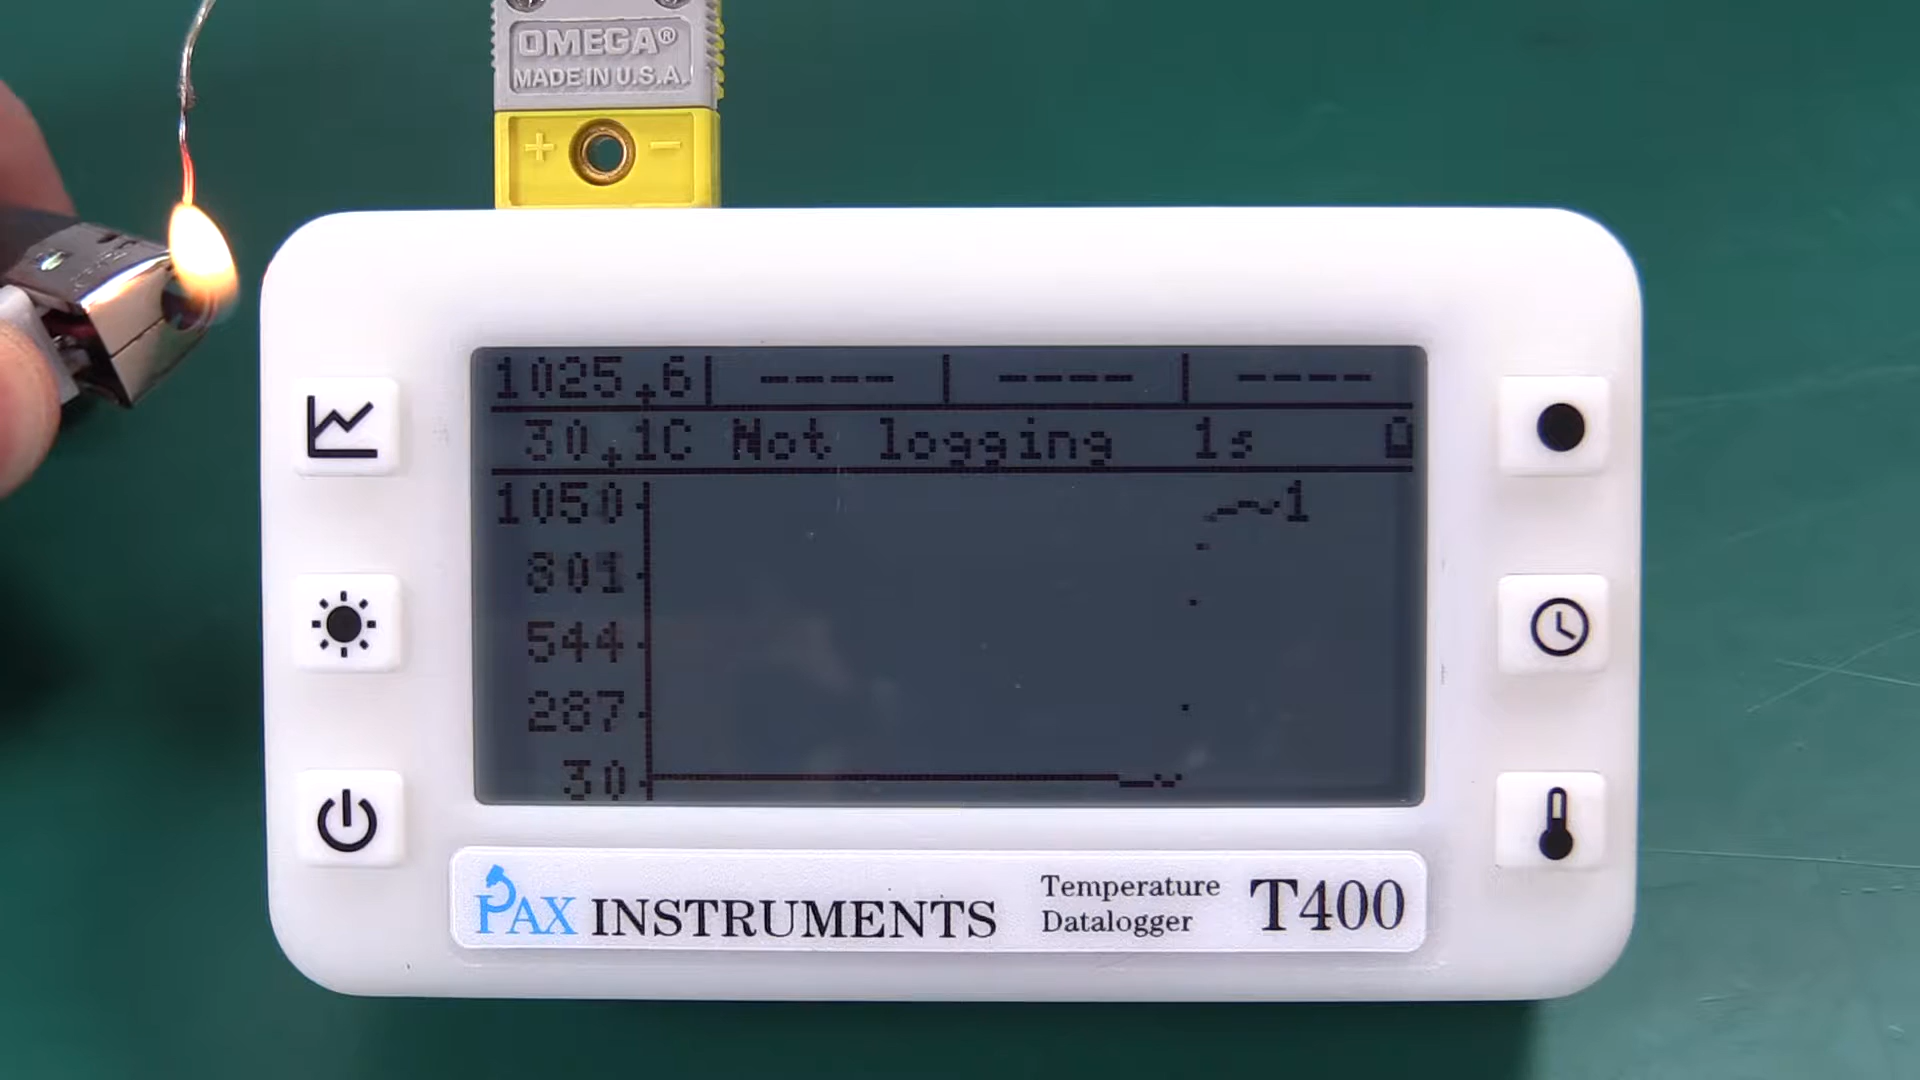 OMEGA®
MADE IN U.S.A.
+ −
1025.6| ---- | ---- | ----
30.1C Not logging 1s
1050
801
544
287
30
1
PAX INSTRUMENTS
Temperature
Datalogger
T400